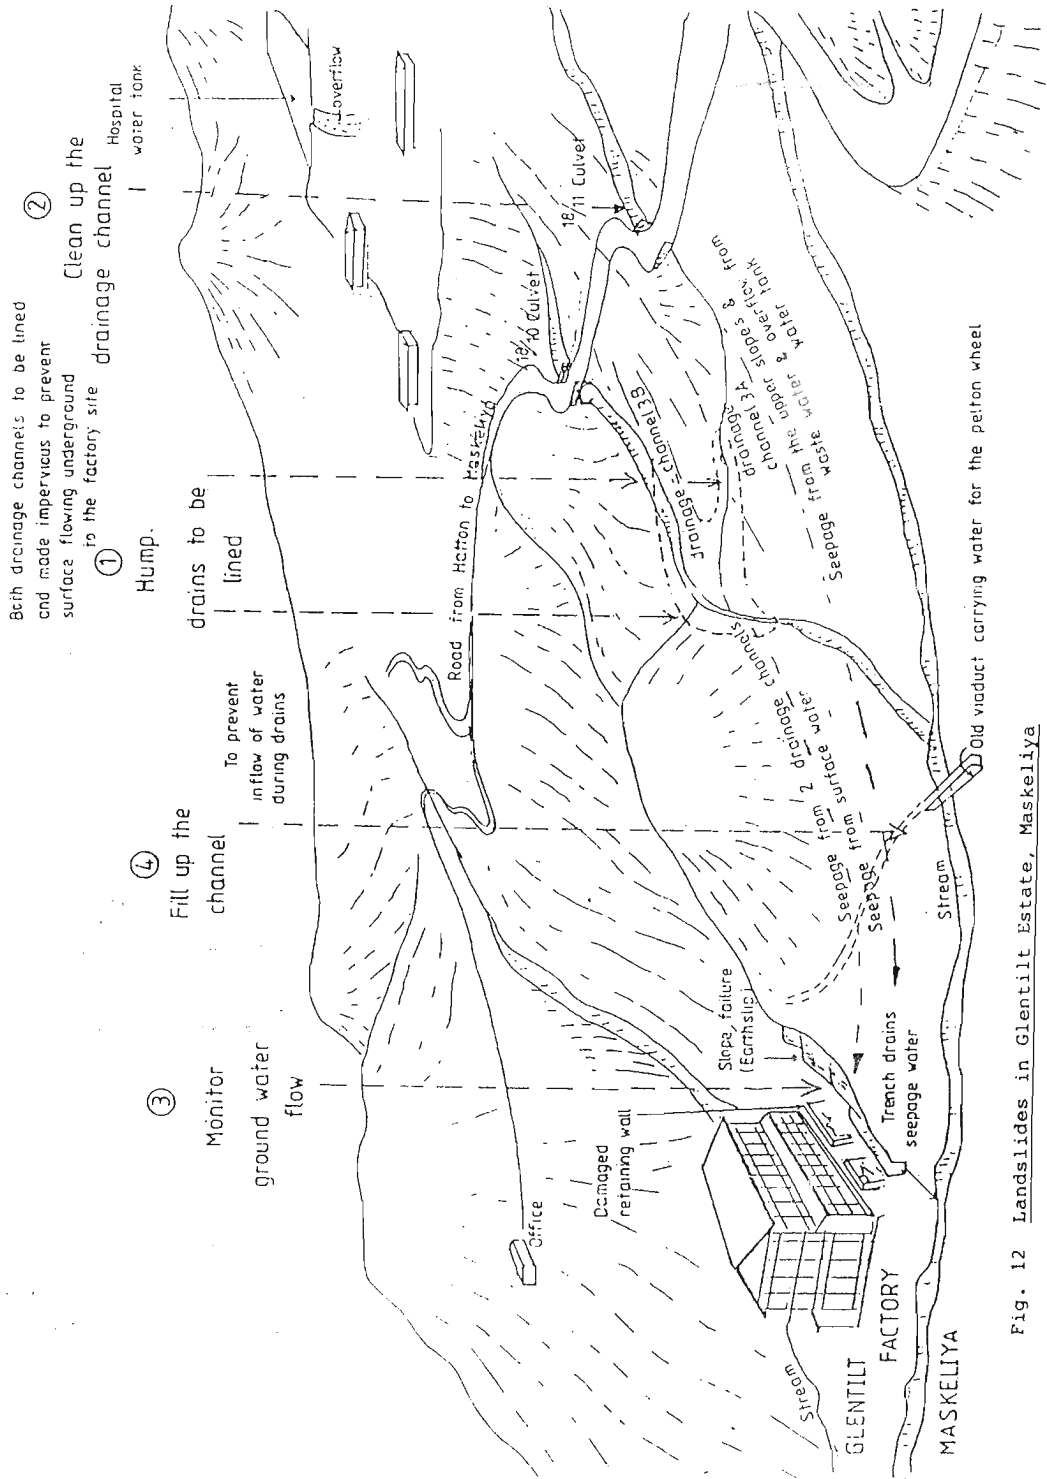 Both drainage channels to be lined
and made impervious to prevent
surface flowing underground
to the factory site
①
Hump.
drains to be
lined
②
Clean up the
drainage channel
Hospital
water tank
③
Monitor
ground water
flow
④
Fill up the
channel
To prevent
inflow of water
during drains
overflow
18/11 Culvet
18/10 Culvet
Road from Hatton to Maskeliya
drainage channel 3B
drainage
channel 3A
Seepage from the upper slopes &
waste water & overflow from
water tank
Seepage from 2 drainage channels
Seepage from surface water
Slope failure
(Earthslip)
Damaged
retaining wall
Office
Trench drains
seepage water
Stream
Old viaduct carrying water for the pelton wheel
Stream
GLENTILT
FACTORY
MASKELIYA
Fig. 12 Landslides in Glentilt Estate, Maskeliya